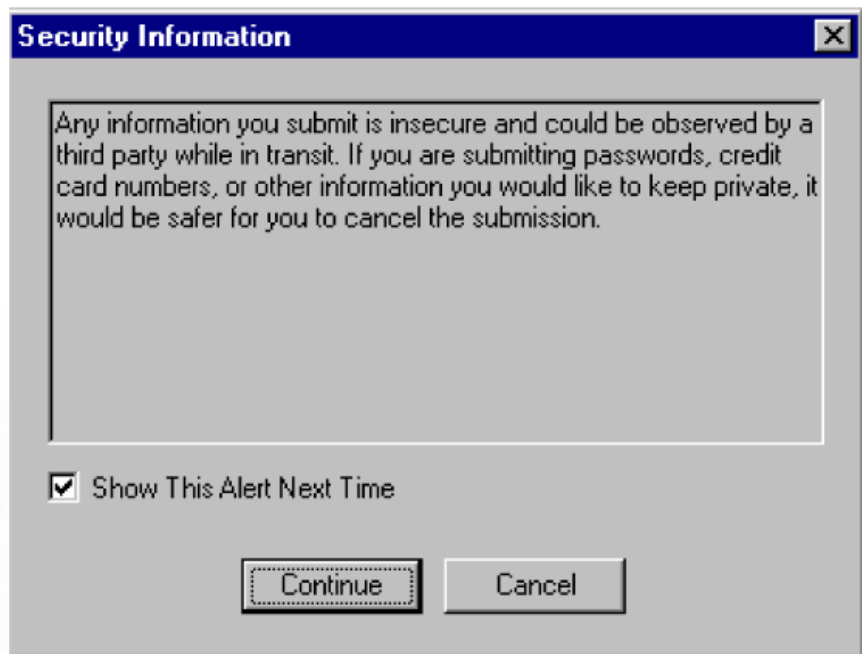 Security Information
Any information you submit is insecure and could be observed by a
third party while in transit. If you are submitting passwords, credit
card numbers, or other information you would like to keep private, it
would be safer for you to cancel the submission.
Show This Alert Next Time
Continue Cancel